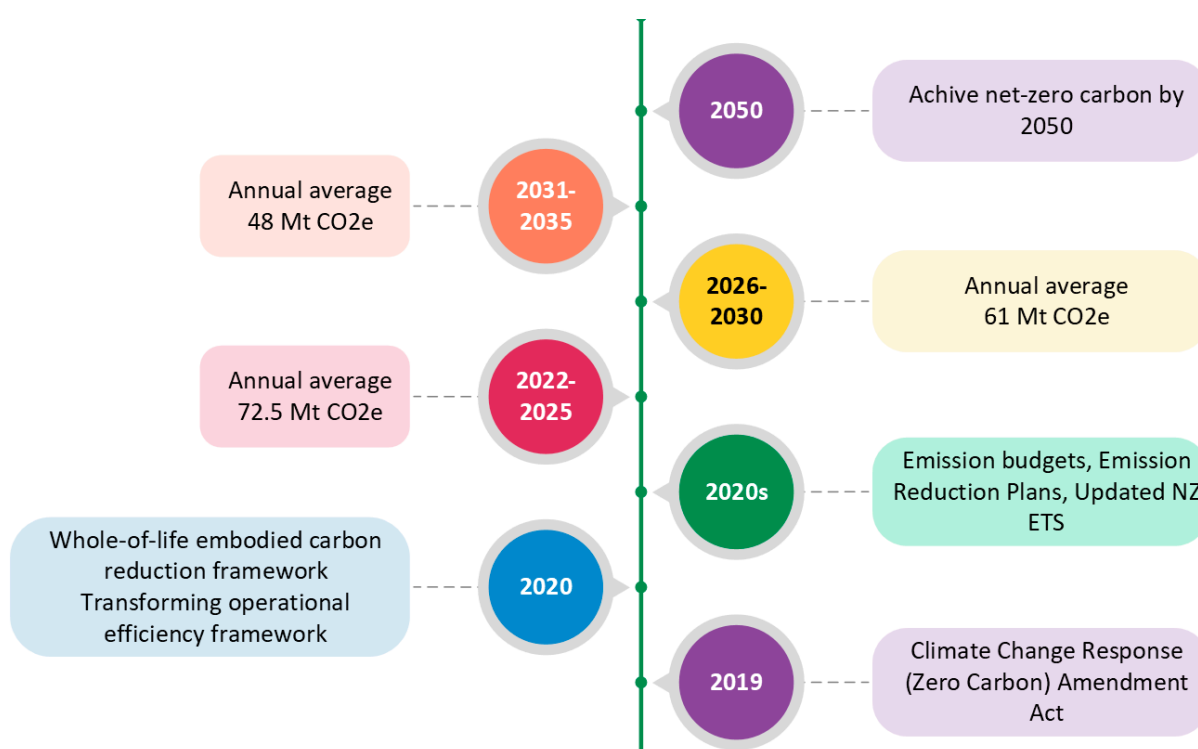 2050
Achive net-zero carbon by
2050
Annual average
48 Mt CO2e
2031-
2035
2026-
2030
Annual average
61 Mt CO2e
Annual average
72.5 Mt CO2e
2022-
2025
2020s
Emission budgets, Emission
Reduction Plans, Updated NZ
ETS
Whole-of-life embodied carbon
reduction framework
Transforming operational
efficiency framework
2020
2019
Climate Change Response
(Zero Carbon) Amendment
Act